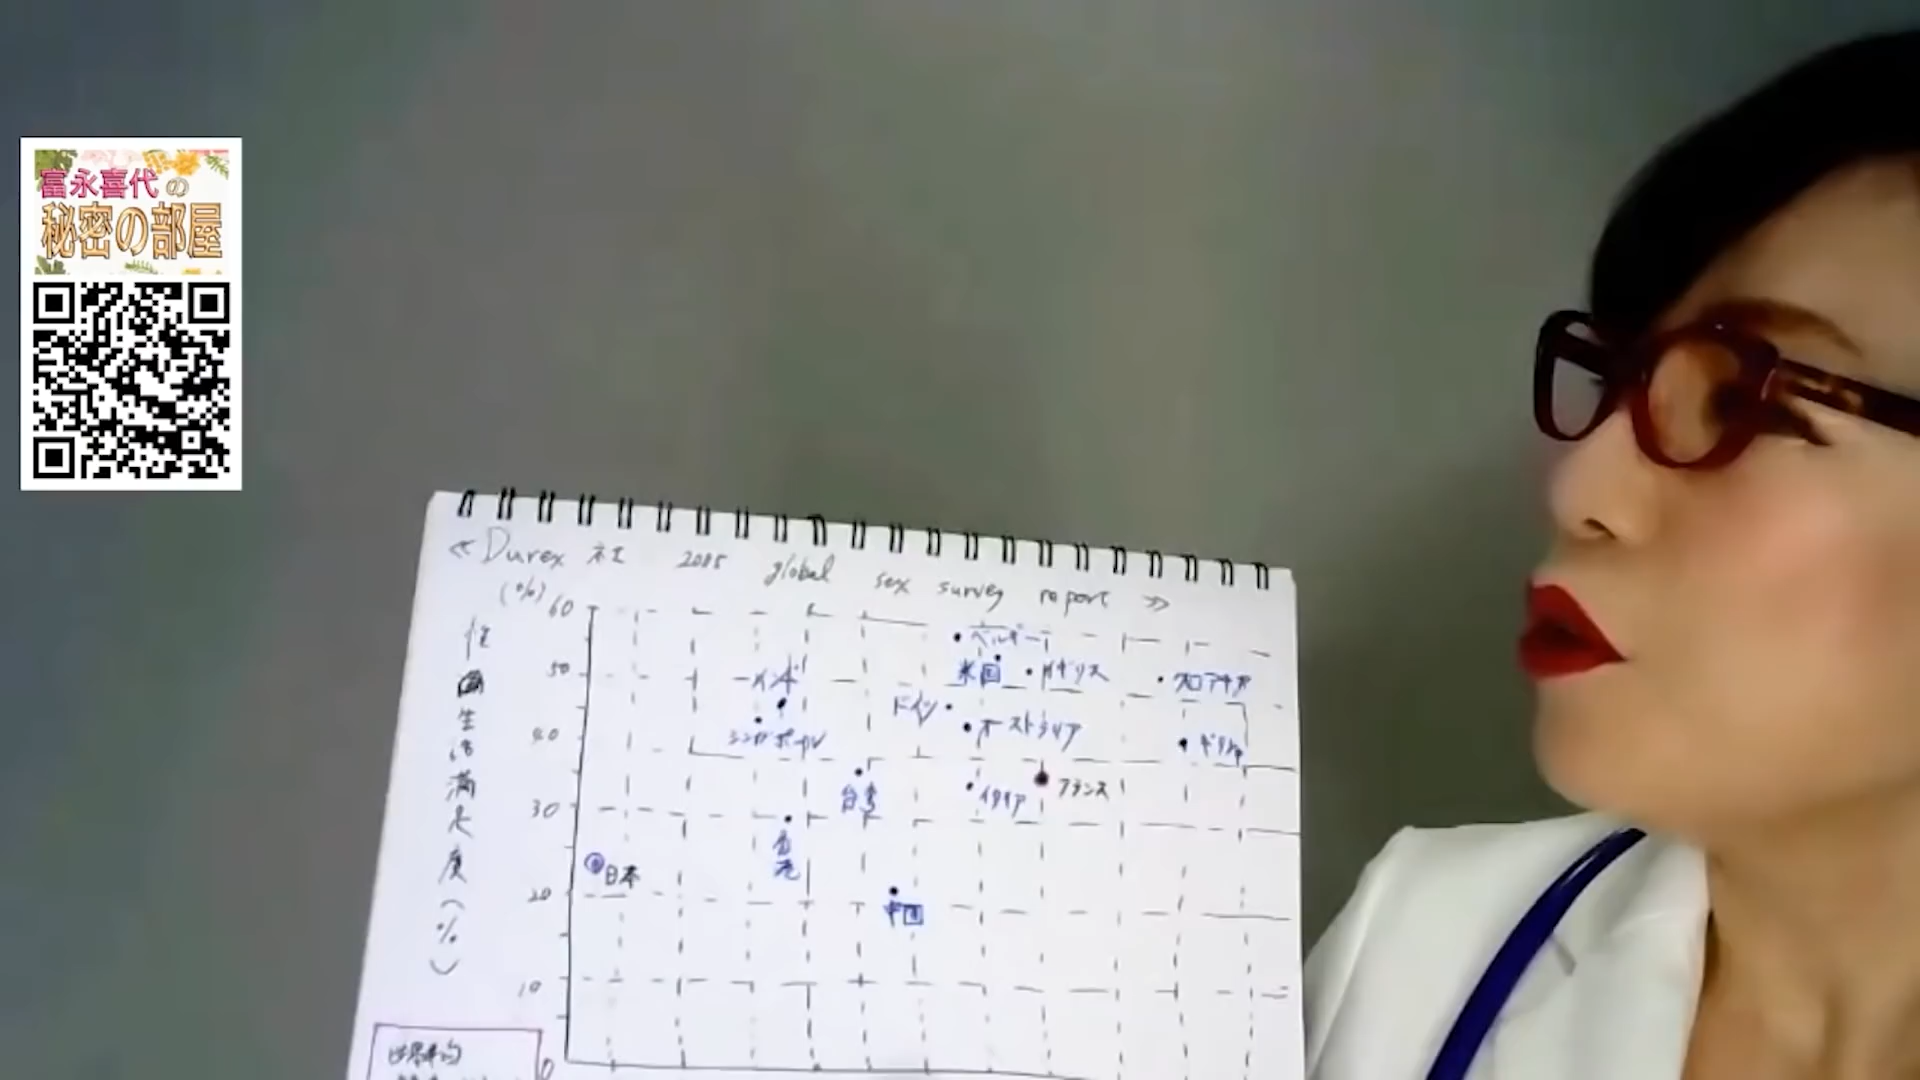 富永喜代の
秘密の部屋
≪Durex 社 2005 global sex survey report ≫
(%)
60
50
40
30
20
10
0
性生活満足度(%)
ベルギー
米国
イギリス
クロアチア
インド
ドイツ
オーストラリア
シンガポール
ギリシャ
台湾
イタリア
フランス
香港
日本
中国
世界平均